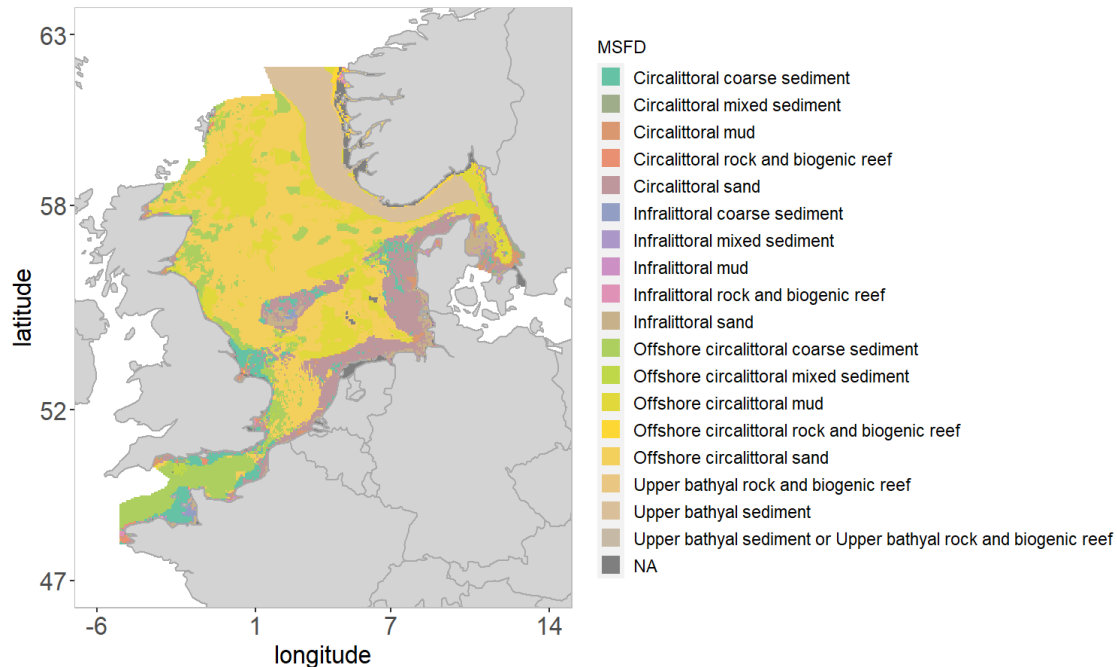 63
58
52
47
latitude
-6
1
7
14
longitude
MSFD
Circalittoral coarse sediment
Circalittoral mixed sediment
Circalittoral mud
Circalittoral rock and biogenic reef
Circalittoral sand
Infralittoral coarse sediment
Infralittoral mixed sediment
Infralittoral mud
Infralittoral rock and biogenic reef
Infralittoral sand
Offshore circalittoral coarse sediment
Offshore circalittoral mixed sediment
Offshore circalittoral mud
Offshore circalittoral rock and biogenic reef
Offshore circalittoral sand
Upper bathyal rock and biogenic reef
Upper bathyal sediment
Upper bathyal sediment or Upper bathyal rock and biogenic reef
NA